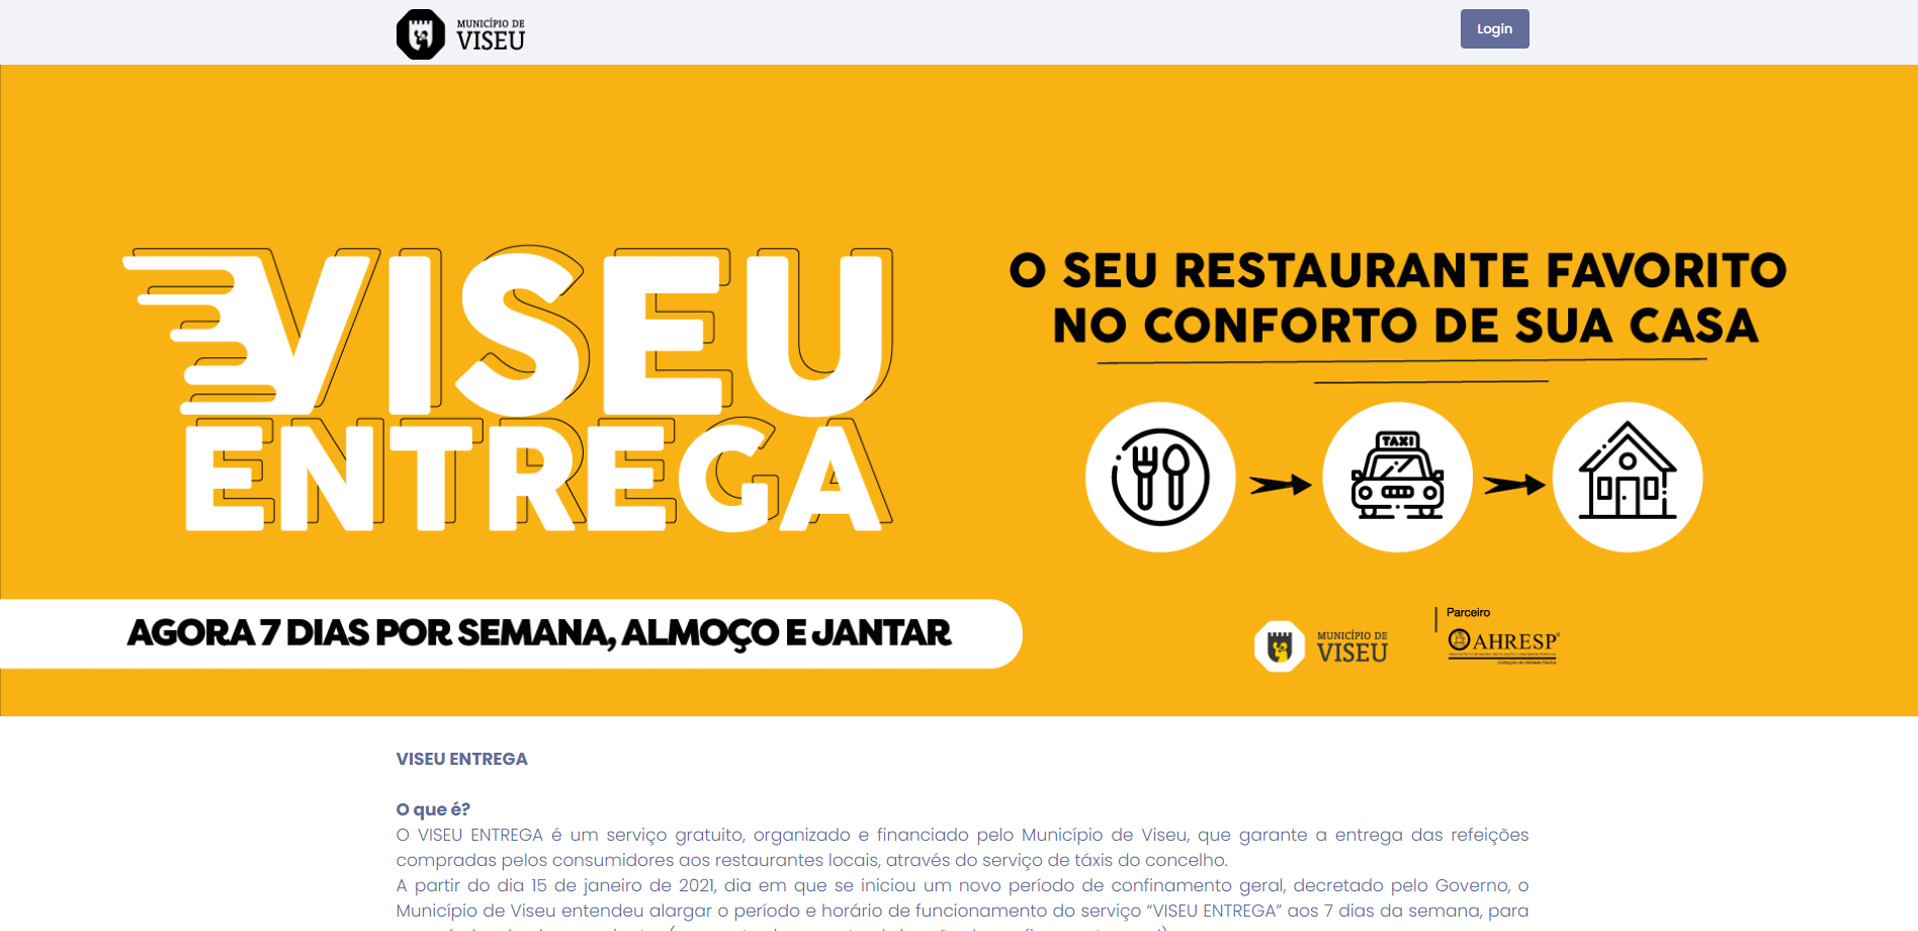 MUNICÍPIO DE
VISEU
Login
VISEU
ENTREGA
O SEU RESTAURANTE FAVORITO
NO CONFORTO DE SUA CASA
TAXI
AGORA 7 DIAS POR SEMANA, ALMOÇO E JANTAR
MUNICÍPIO DE
VISEU
Parceiro
AHRESP®
VISEU ENTREGA
O que é?
O VISEU ENTREGA é um serviço gratuito, organizado e financiado pelo Município de Viseu, que garante a entrega das refeições
compradas pelos consumidores aos restaurantes locais, através do serviço de táxis do concelho.
A partir do dia 15 de janeiro de 2021, dia em que se iniciou um novo período de confinamento geral, decretado pelo Governo, o
Município de Viseu entendeu alargar o período e horário de funcionamento do serviço “VISEU ENTREGA” aos 7 dias da semana, para